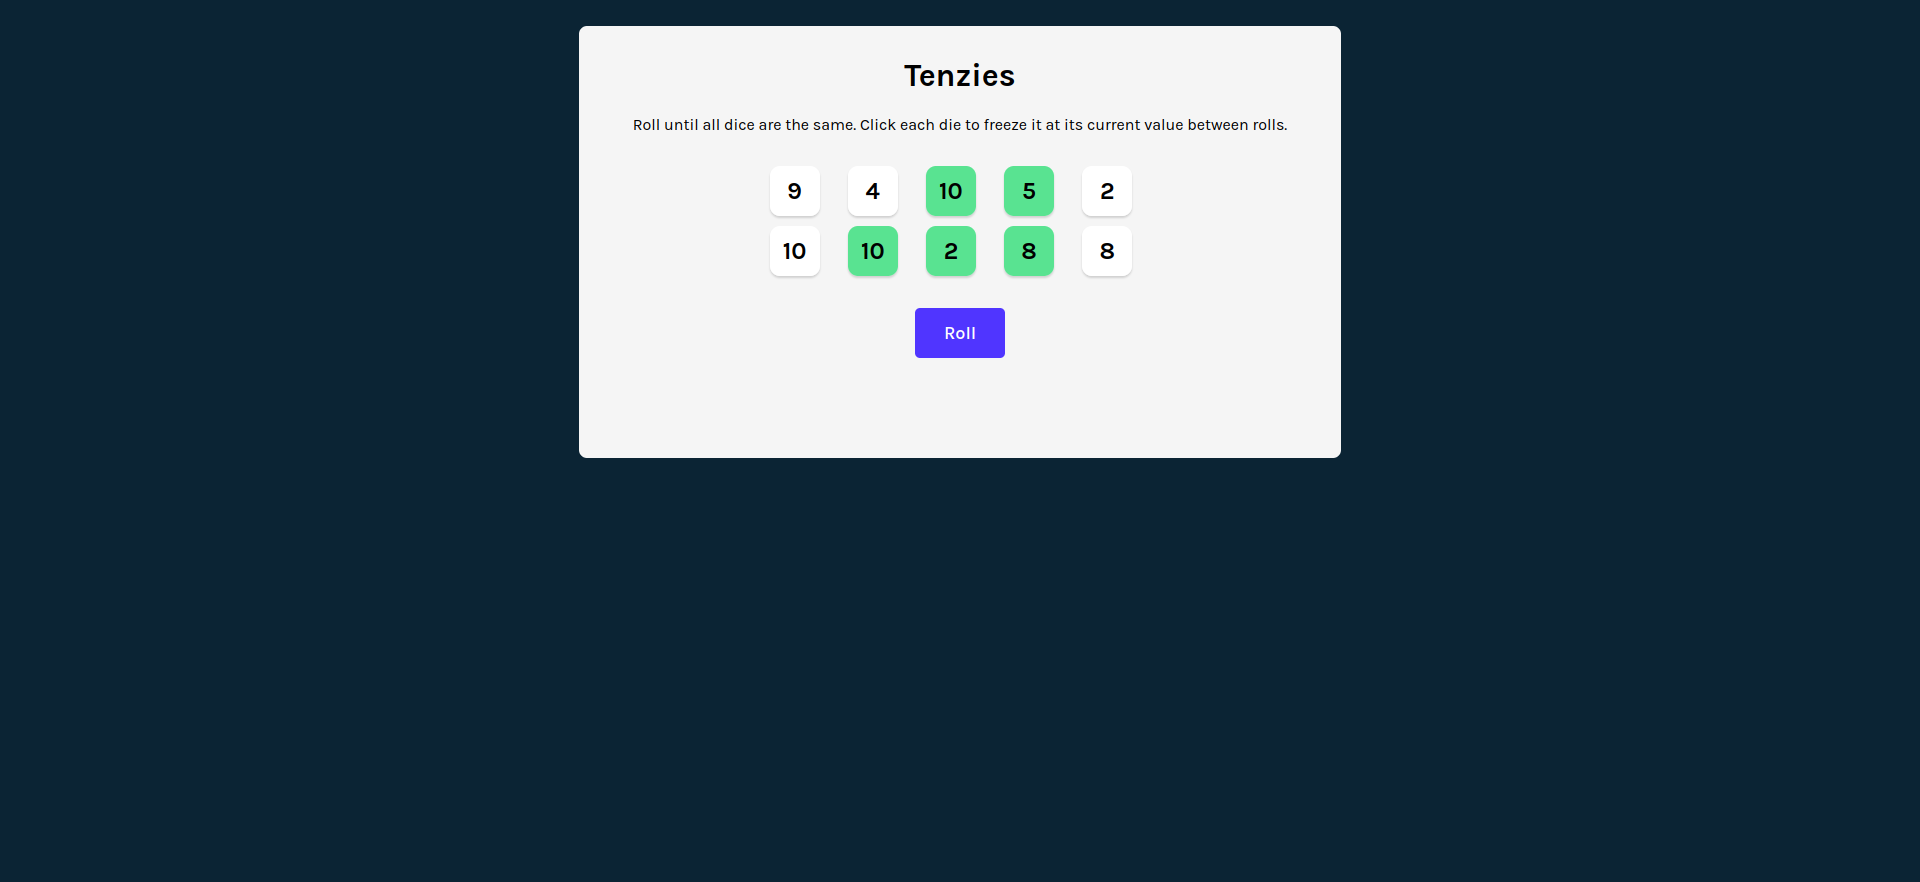 Tenzies
Roll until all dice are the same. Click each die to freeze it at its current value between rolls.
9 4 10 5 2
10 10 2 8 8
Roll